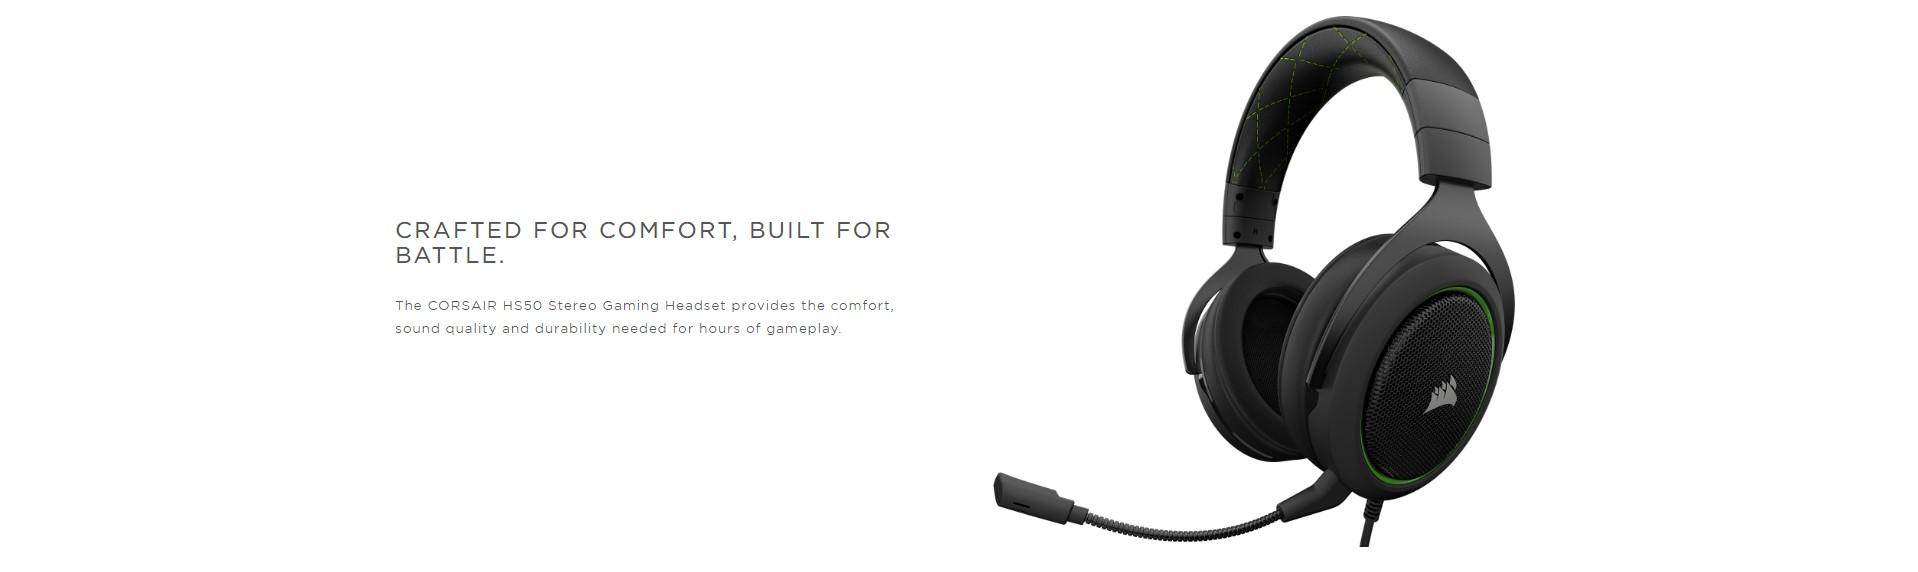 CRAFTED FOR COMFORT, BUILT FOR
BATTLE.
The CORSAIR HS50 Stereo Gaming Headset provides the comfort,
sound quality and durability needed for hours of gameplay.